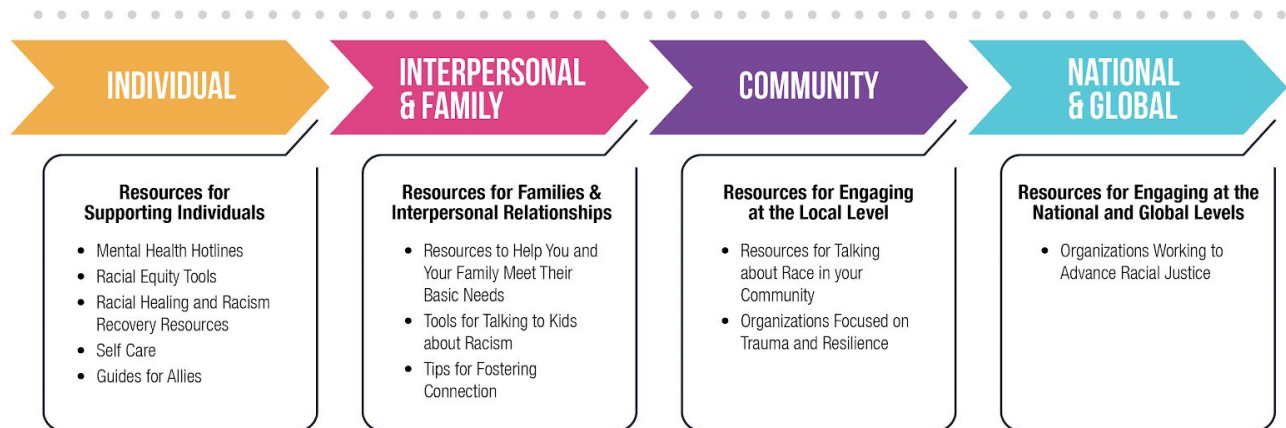 INDIVIDUAL
Resources for
Supporting Individuals
• Mental Health Hotlines
• Racial Equity Tools
• Racial Healing and Racism
Recovery Resources
• Self Care
• Guides for Allies
INTERPERSONAL
& FAMILY
Resources for Families &
Interpersonal Relationships
• Resources to Help You and
Your Family Meet Their
Basic Needs
• Tools for Talking to Kids
about Racism
• Tips for Fostering
Connection
COMMUNITY
Resources for Engaging
at the Local Level
• Resources for Talking
about Race in your
Community
• Organizations Focused on
Trauma and Resilience
NATIONAL
& GLOBAL
Resources for Engaging at the
National and Global Levels
• Organizations Working to
Advance Racial Justice